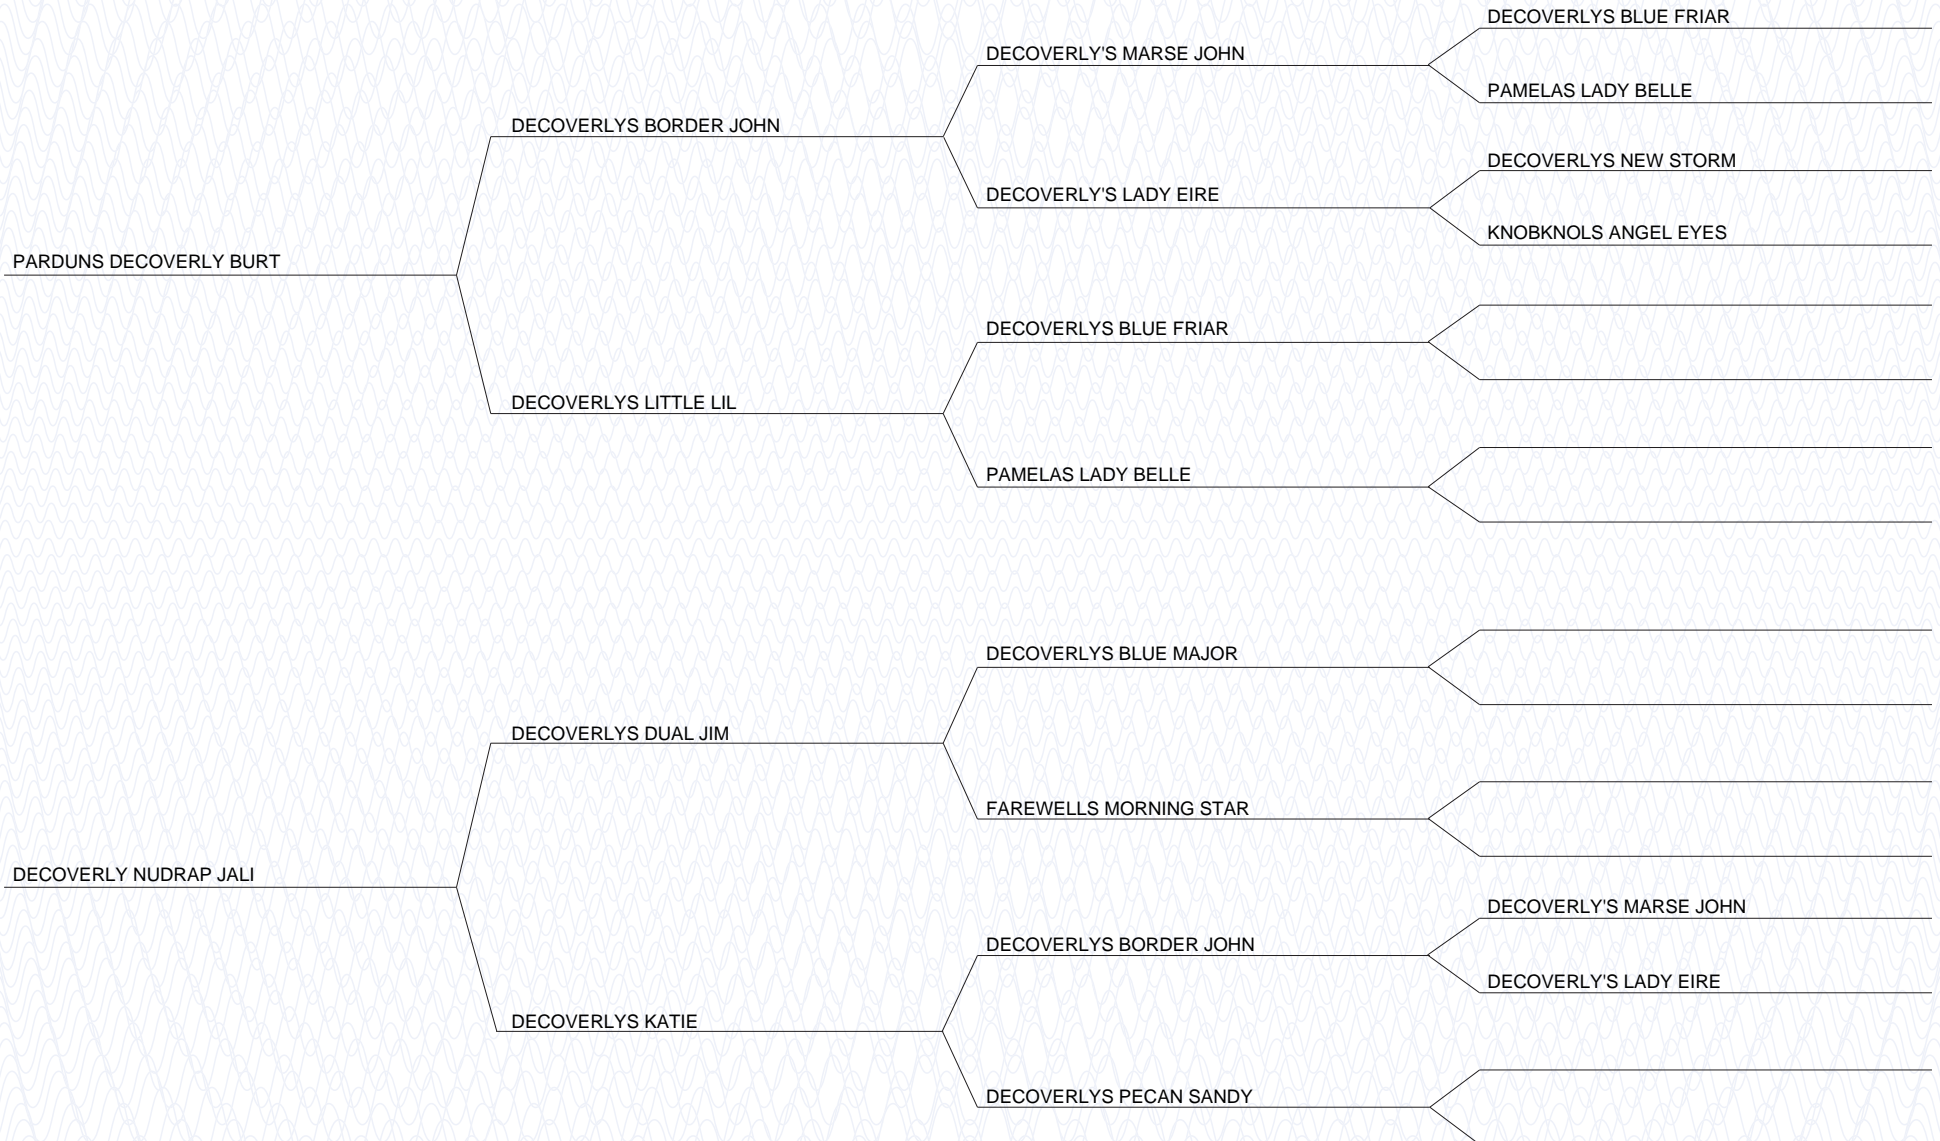 DECOVERLYS BLUE FRIAR
DECOVERLY'S MARSE JOHN
PAMELAS LADY BELLE
DECOVERLYS BORDER JOHN
DECOVERLYS NEW STORM
DECOVERLY'S LADY EIRE
KNOBKNOLS ANGEL EYES
PARDUNS DECOVERLY BURT
DECOVERLYS BLUE FRIAR
DECOVERLYS LITTLE LIL
PAMELAS LADY BELLE
DECOVERLYS BLUE MAJOR
DECOVERLYS DUAL JIM
FAREWELLS MORNING STAR
DECOVERLY NUDRAP JALI
DECOVERLY'S MARSE JOHN
DECOVERLYS BORDER JOHN
DECOVERLY'S LADY EIRE
DECOVERLYS KATIE
DECOVERLYS PECAN SANDY